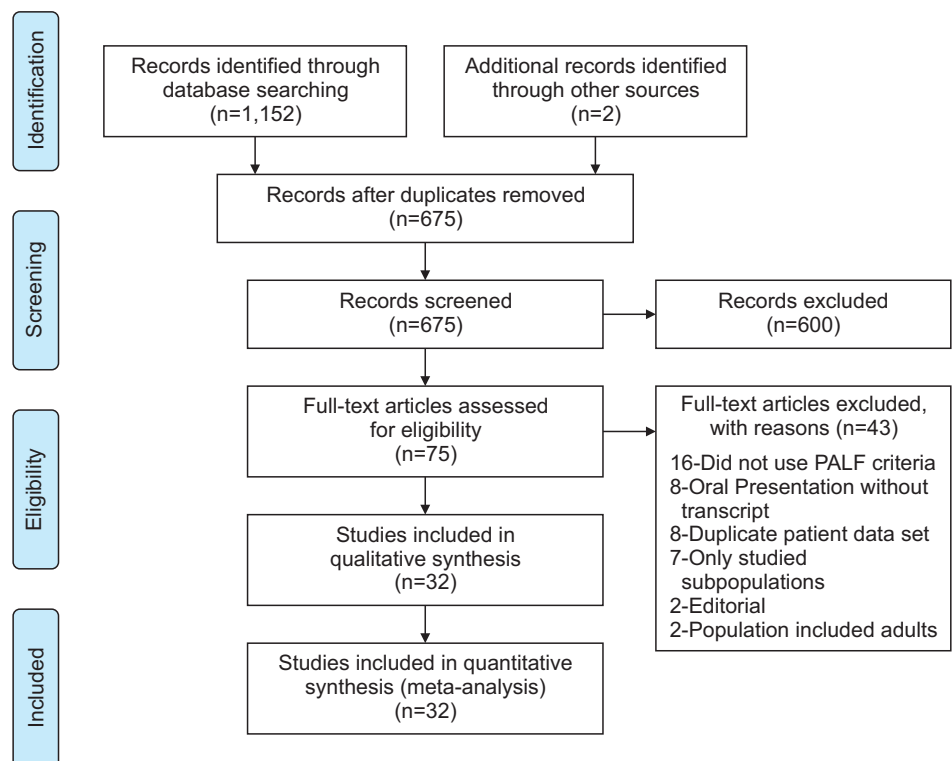 Identification
Records identified through
database searching
(n=1,152)
Additional records identified
through other sources
(n=2)
Records after duplicates removed
(n=675)
Screening
Records screened
(n=675)
Records excluded
(n=600)
Eligibility
Full-text articles assessed
for eligibility
(n=75)
Full-text articles excluded,
with reasons (n=43)
16-Did not use PALF criteria
8-Oral Presentation without
transcript
8-Duplicate patient data set
7-Only studied
subpopulations
2-Editorial
2-Population included adults
Studies included in
qualitative synthesis
(n=32)
Included
Studies included in quantitative
synthesis (meta-analysis)
(n=32)